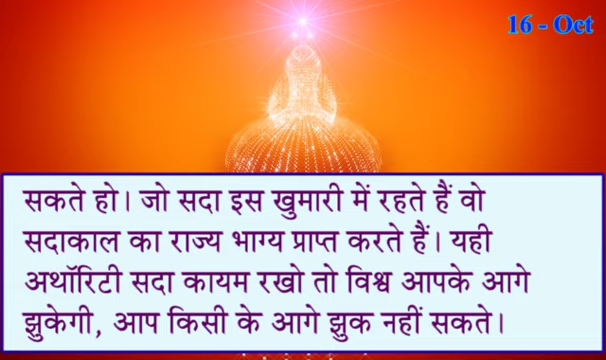 16 - Oct
सकते हो। जो सदा इस खुमारी में रहते हैं वो
सदाकाल का राज्य भाग्य प्राप्त करते हैं। यही
अथॉरिटी सदा कायम रखो तो विश्व आपके आगे
झुकेगी, आप किसी के आगे झुक नहीं सकते।